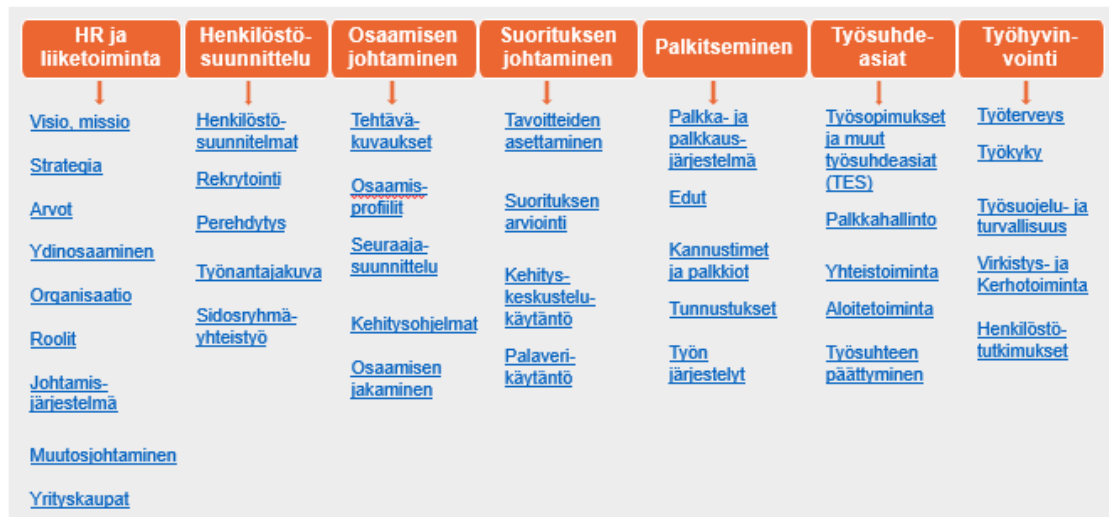 HR ja
liiketoiminta
Visio, missio
Strategia
Arvot
Ydinosaaminen
Organisaatio
Roolit
Johtamis-
järjestelmä
Muutosjohtaminen
Yrityskaupat
Henkilöstö-
suunnittelu
Henkilöstö-
suunnitelmat
Rekrytointi
Perehdytys
Työnantajakuva
Sidosryhmä-
yhteistyö
Osaamisen
johtaminen
Tehtävä-
kuvaukset
Osaamis-
profiilit
Seuraaja-
suunnittelu
Kehitysohjelmat
Osaamisen
jakaminen
Suorituksen
johtaminen
Tavoitteiden
asettaminen
Suorituksen
arviointi
Kehitys-
keskustelu-
käytäntö
Palaveri-
käytäntö
Palkitseminen
Palkka- ja
palkkaus-
järjestelmä
Edut
Kannustimet
ja palkkiot
Tunnustukset
Työn
järjestelyt
Työsuhde-
asiat
Työsopimukset
ja muut
työsuhdeasiat
(TES)
Palkkahallinto
Yhteistoiminta
Aloitetoiminta
Työsuhteen
päättyminen
Työhyvin-
vointi
Työterveys
Työkyky
Työsuojelu- ja
turvallisuus
Virkistys- ja
Kerhotoiminta
Henkilöstö-
tutkimukset